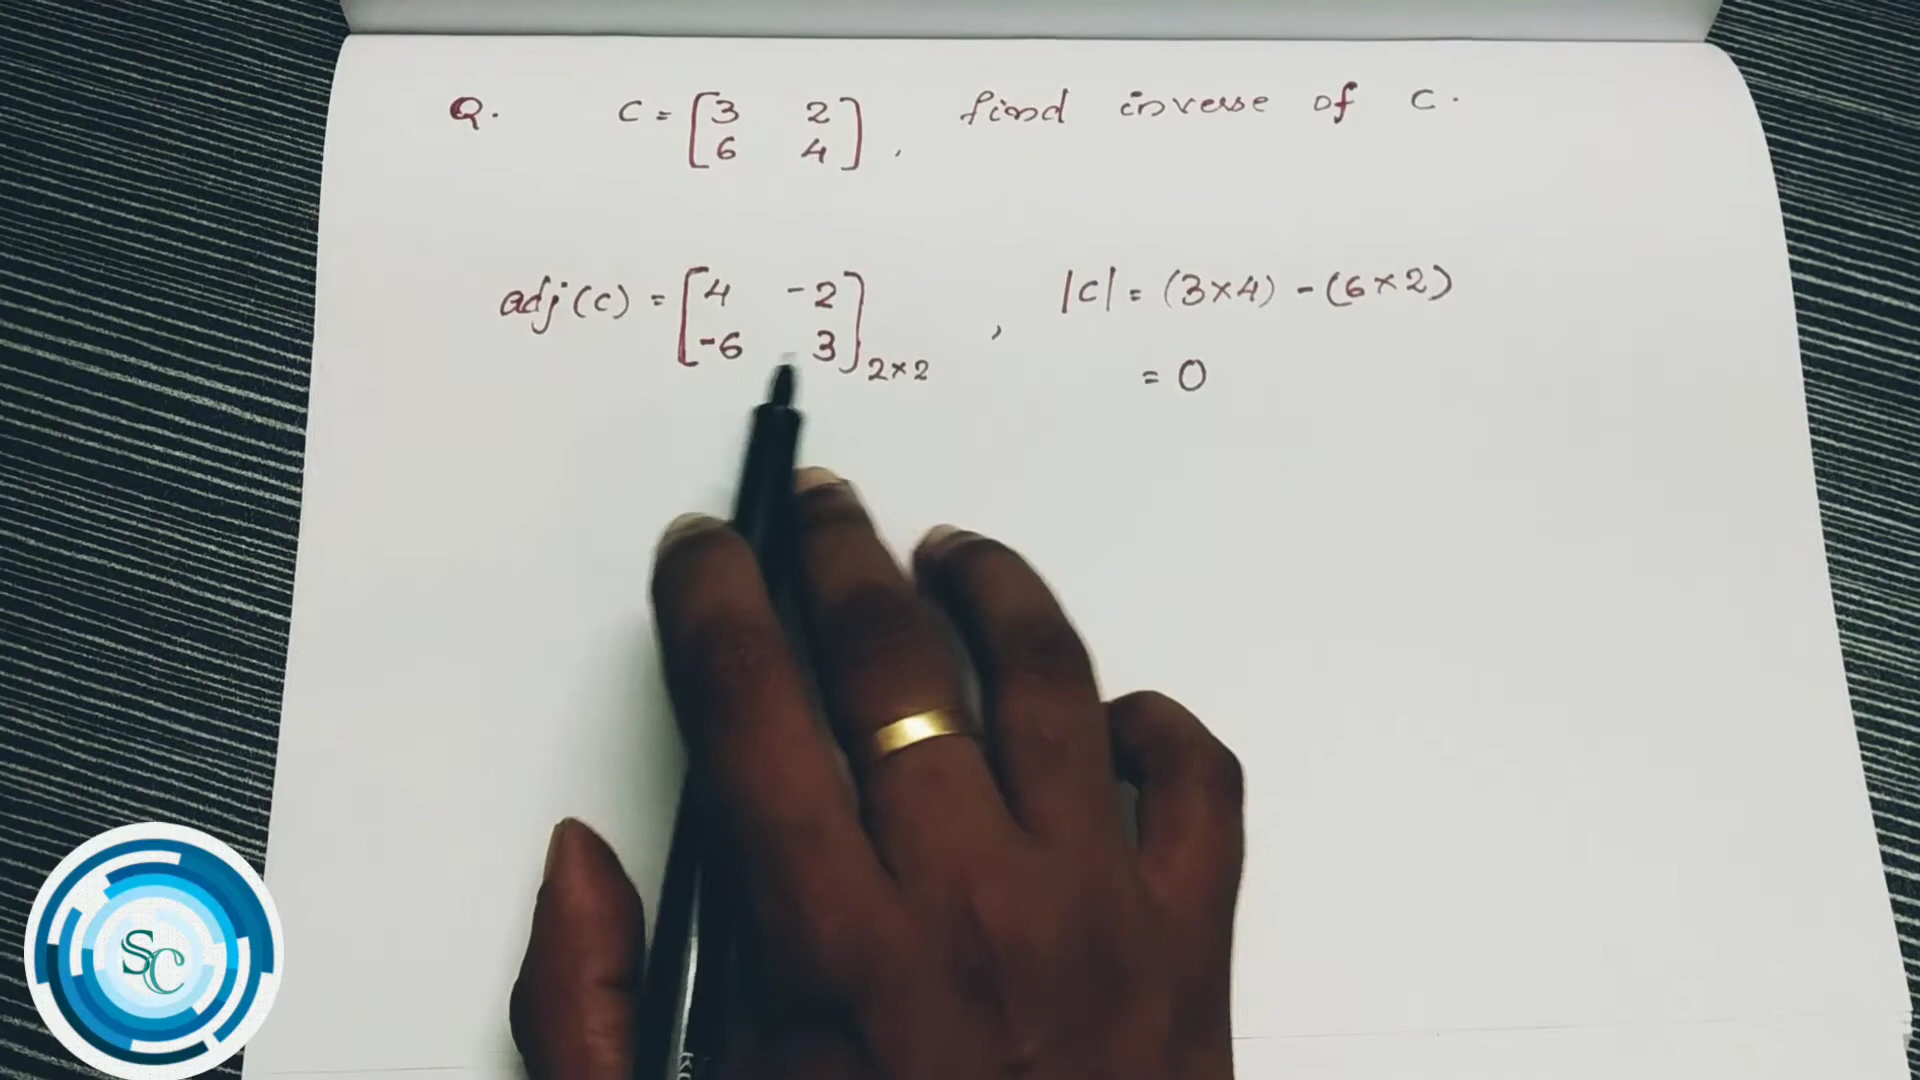 Q. C = [3 2], find inverse of C.
[6 4]
adj(C) = [4 -2], |C| = (3×4) - (6×2)
[-6 3]2×2
= 0
SC